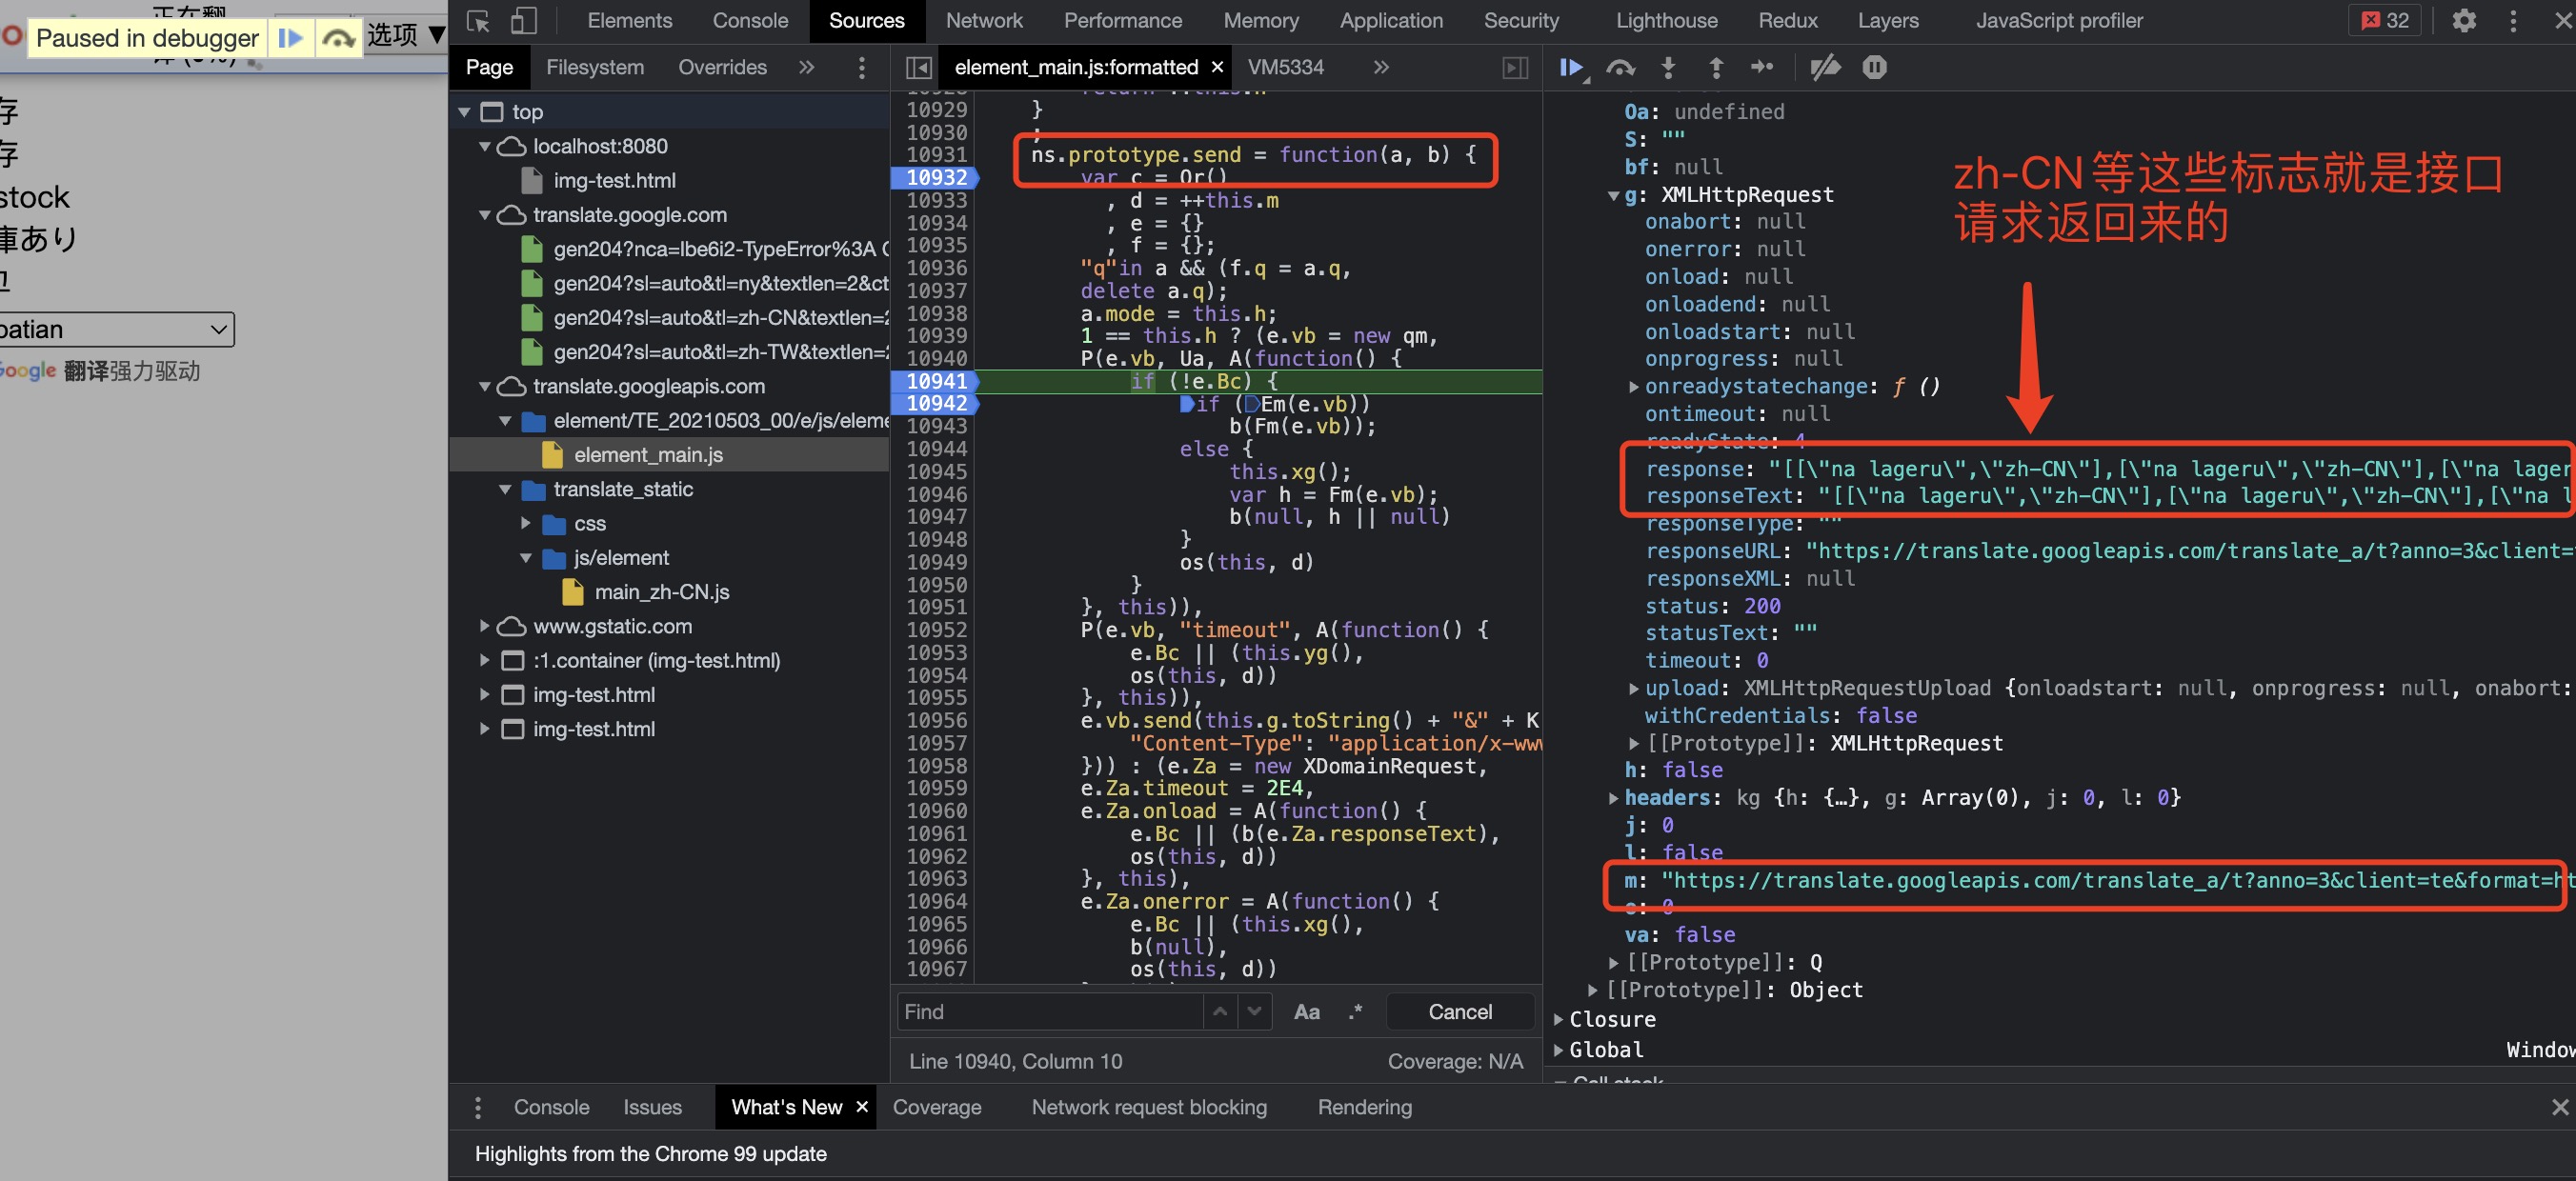 Paused in debugger
选项 ▼
存
存
stock
庫あり
oatian
Google 翻译强力驱动
Elements Console Sources Network Performance Memory Application Security Lighthouse Redux Layers JavaScript profiler 32
Page Filesystem Overrides »
top
localhost:8080
img-test.html
translate.google.com
gen204?nca=lbe6i2-TypeError%3A C
gen204?sl=auto&tl=ny&textlen=2&ct
gen204?sl=auto&tl=zh-CN&textlen=2
gen204?sl=auto&tl=zh-TW&textlen=2
translate.googleapis.com
element/TE_20210503_00/e/js/eleme
element_main.js
translate_static
css
js/element
main_zh-CN.js
www.gstatic.com
:1.container (img-test.html)
img-test.html
img-test.html
element_main.js:formatted × VM5334 »
10929 }
10930 ;
10931 ns.prototype.send = function(a, b) {
10932 var c = Or()
10933 , d = ++this.m
10934 , e = {}
10935 , f = {};
10936 "q"in a && (f.q = a.q,
10937 delete a.q);
10938 a.mode = this.h;
10939 1 == this.h ? (e.vb = new qm,
10940 P(e.vb, Ua, A(function() {
10941 if (!e.Bc) {
10942 if (Em(e.vb))
10943 b(Fm(e.vb));
10944 else {
10945 this.xg();
10946 var h = Fm(e.vb);
10947 b(null, h || null)
10948 }
10949 os(this, d)
10950 }
10951 }, this)),
10952 P(e.vb, "timeout", A(function() {
10953 e.Bc || (this.yg(),
10954 os(this, d))
10955 }, this)),
10956 e.vb.send(this.g.toString() + "&" + K
10957 "Content-Type": "application/x-www
10958 })) : (e.Za = new XDomainRequest,
10959 e.Za.timeout = 2E4,
10960 e.Za.onload = A(function() {
10961 e.Bc || (b(e.Za.responseText),
10962 os(this, d))
10963 }, this),
10964 e.Za.onerror = A(function() {
10965 e.Bc || (this.xg(),
10966 b(null),
10967 os(this, d))
Find Aa .* Cancel
Line 10940, Column 10 Coverage: N/A
Oa: undefined
S: ""
bf: null
g: XMLHttpRequest
onabort: null
onerror: null
onload: null
onloadend: null
onloadstart: null
onprogress: null
onreadystatechange: ƒ ()
ontimeout: null
readyState: 4
response: "[[\"na lageru\",\"zh-CN\"],[\"na lageru\",\"zh-CN\"],[\"na lager
responseText: "[[\"na lageru\",\"zh-CN\"],[\"na lageru\",\"zh-CN\"],[\"na l
responseType: ""
responseURL: "https://translate.googleapis.com/translate_a/t?anno=3&client=
responseXML: null
status: 200
statusText: ""
timeout: 0
upload: XMLHttpRequestUpload {onloadstart: null, onprogress: null, onabort:
withCredentials: false
[[Prototype]]: XMLHttpRequest
h: false
headers: kg {h: {…}, g: Array(0), j: 0, l: 0}
j: 0
l: false
m: "https://translate.googleapis.com/translate_a/t?anno=3&client=te&format=ht
o: 0
va: false
[[Prototype]]: Q
[[Prototype]]: Object
Closure
Global Window
Call stack
zh-CN等这些标志就是接口
请求返回来的
Console Issues What's New × Coverage Network request blocking Rendering
Highlights from the Chrome 99 update